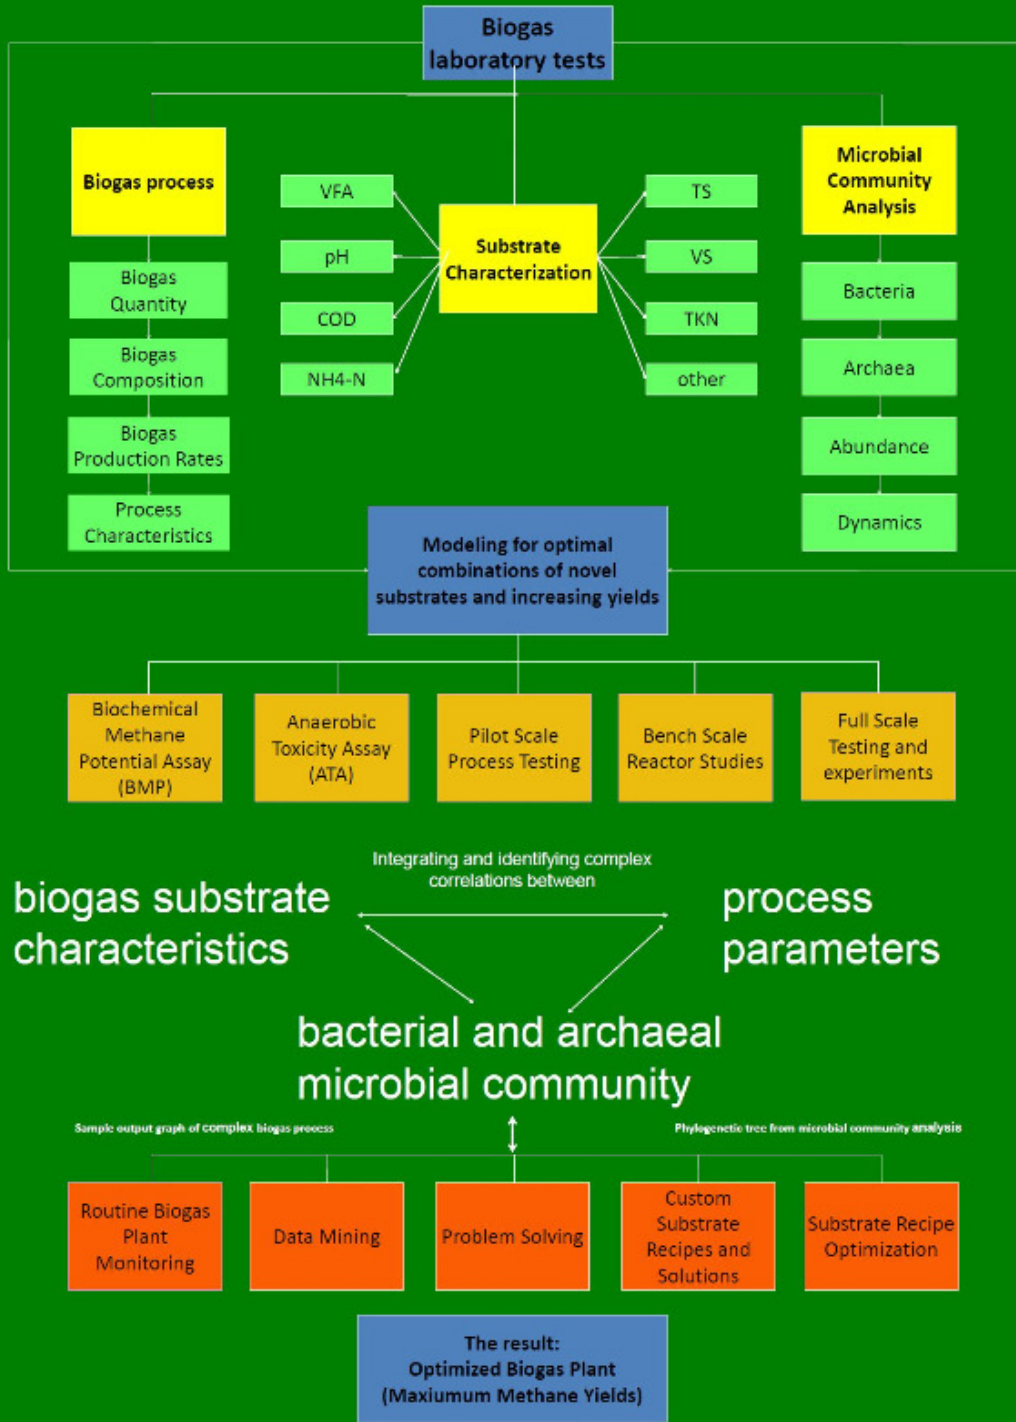 Biogas
laboratory tests
Biogas process
Biogas
Quantity
Biogas
Composition
Biogas
Production Rates
Process
Characteristics
VFA
pH
COD
NH4-N
Substrate
Characterization
TS
VS
TKN
other
Microbial
Community
Analysis
Bacteria
Archaea
Abundance
Dynamics
Modeling for optimal
combinations of novel
substrates and increasing yields
Biochemical
Methane
Potential Assay
(BMP)
Anaerobic
Toxicity Assay
(ATA)
Pilot Scale
Process Testing
Bench Scale
Reactor Studies
Full Scale
Testing and
experiments
Integrating and identifying complex
correlations between
biogas substrate
characteristics
process
parameters
bacterial and archaeal
microbial community
Sample output graph of complex biogas process
Phylogenetic tree from microbial community analysis
Routine Biogas
Plant
Monitoring
Data Mining
Problem Solving
Custom
Substrate
Recipes and
Solutions
Substrate Recipe
Optimization
The result:
Optimized Biogas Plant
(Maxiumum Methane Yields)